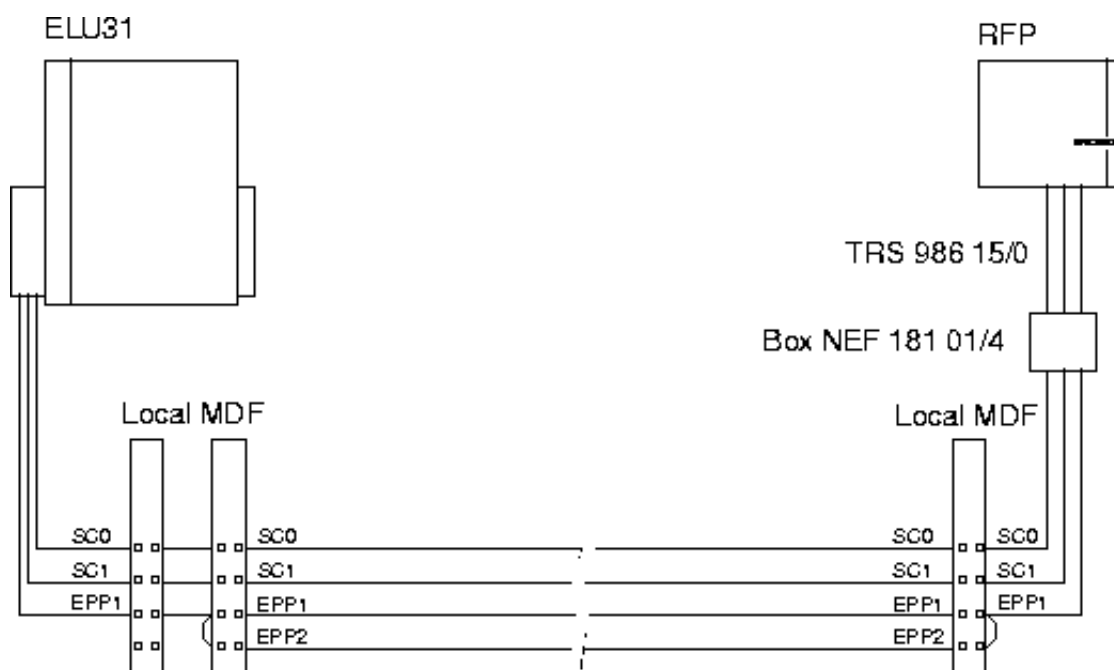 ELU31
RFP
TRS 986 15/0
Box NEF 181 01/4
Local MDF
Local MDF
SC0 SC0 SC0 SC0
SC1 SC1 SC1 SC1
EPP1 EPP1 EPP1 EPP1
EPP2 EPP2